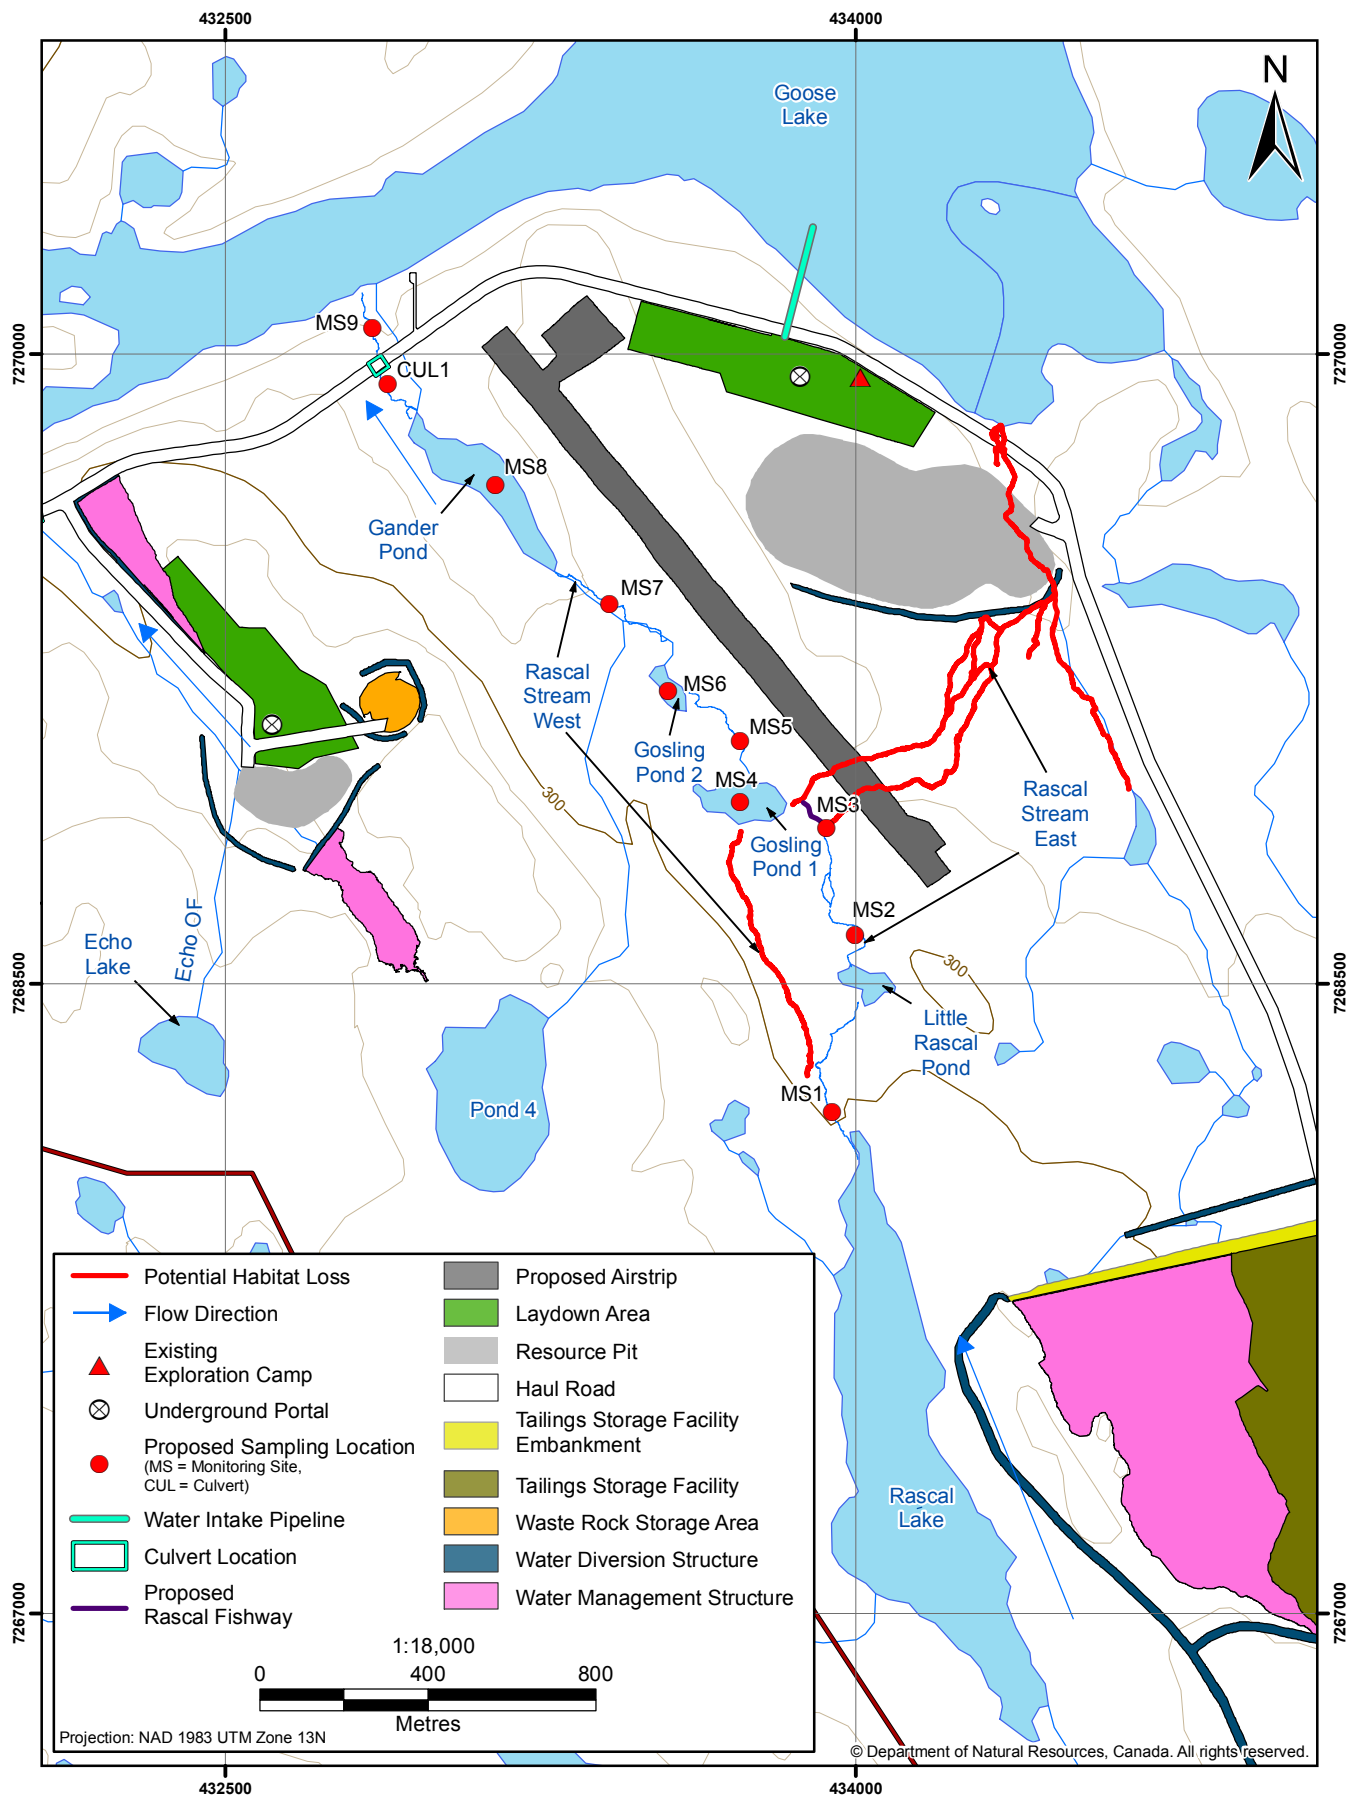 432500
434000
N
Goose
Lake
MS9
7270000
7270000
CUL1
MS8
Gander
Pond
MS7
Rascal
Stream
West
MS6
MS5
Gosling
Pond 2
MS4
MS3
300
Rascal
Stream
East
Gosling
Pond 1
MS2
Echo OF
Echo
Lake
300
7268500
7268500
Little
Rascal
Pond
MS1
Pond 4
Potential Habitat Loss
Flow Direction
Existing
Exploration Camp
Underground Portal
Proposed Sampling Location
(MS = Monitoring Site,
CUL = Culvert)
Water Intake Pipeline
Culvert Location
Proposed
Rascal Fishway
Proposed Airstrip
Laydown Area
Resource Pit
Haul Road
Tailings Storage Facility
Embankment
Tailings Storage Facility
Waste Rock Storage Area
Water Diversion Structure
Water Management Structure
Rascal
Lake
7267000
7267000
1:18,000
0 400 800
Metres
Projection: NAD 1983 UTM Zone 13N
© Department of Natural Resources, Canada. All rights reserved.
432500
434000